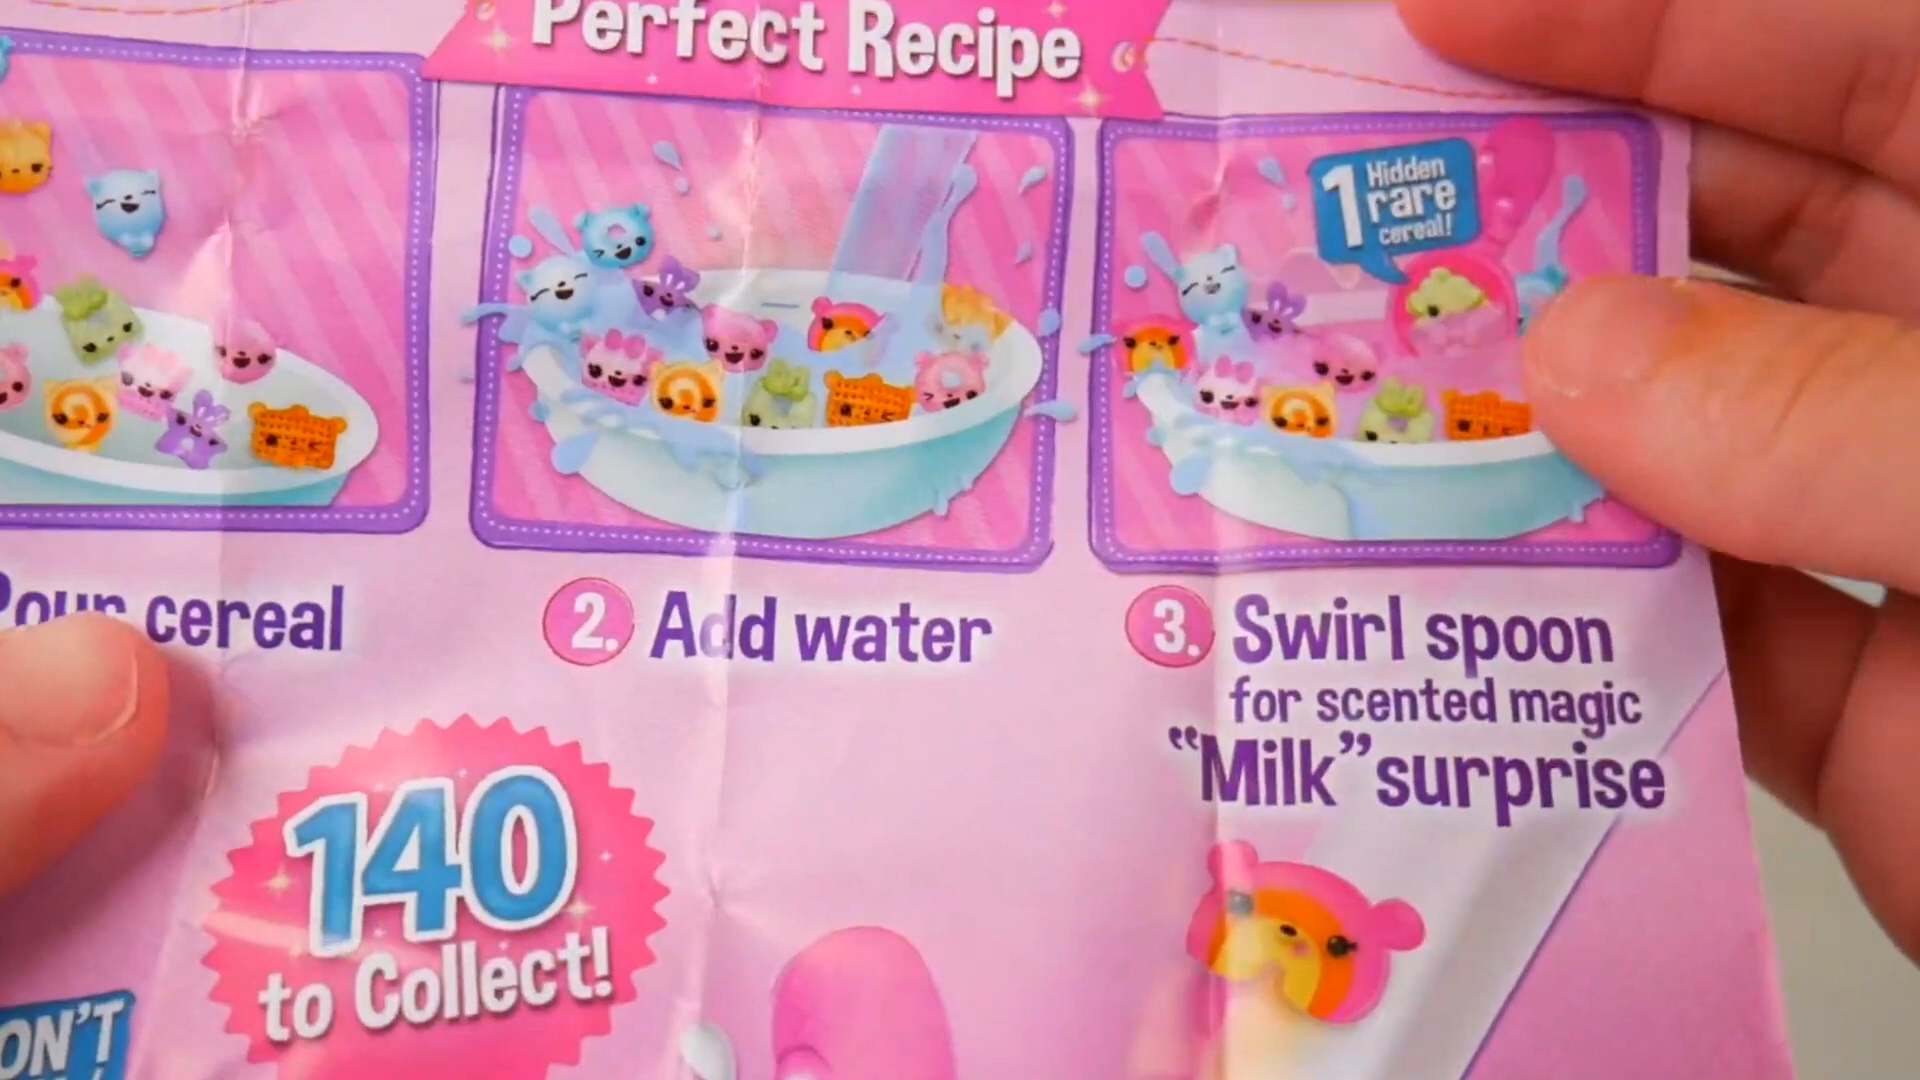 Perfect Recipe
1 Hidden
rare
cereal!
Pour cereal
2. Add water
3. Swirl spoon
for scented magic
"Milk" surprise
140
to Collect!
ON'T